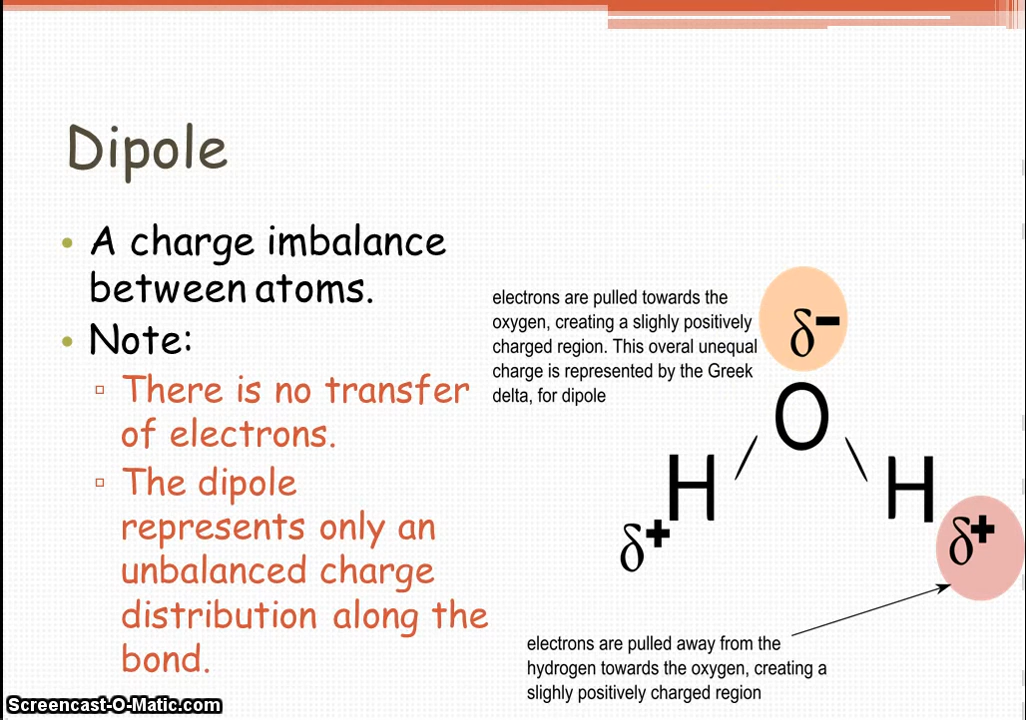 Dipole
• A charge imbalance
between atoms.
• Note:
▫ There is no transfer
of electrons.
▫ The dipole
represents only an
unbalanced charge
distribution along the
bond.
electrons are pulled towards the
oxygen, creating a slighly positively
charged region. This overal unequal
charge is represented by the Greek
delta, for dipole
δ−
O
H H
δ+ δ+
electrons are pulled away from the
hydrogen towards the oxygen, creating a
slighly positively charged region
Screencast-O-Matic.com